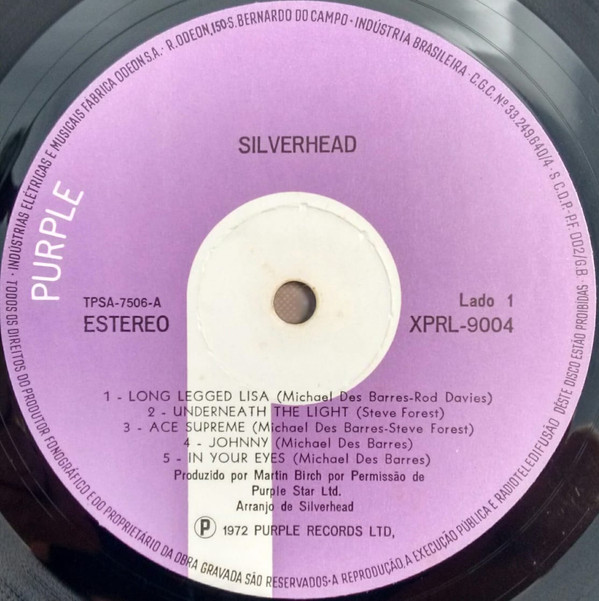 TODOS OS DIREITOS DO PRODUTOR FONOGRÁFICO E DO PROPRIETÁRIO DA OBRA GRAVADA SÃO RESERVADOS·A REPRODUÇÃO,A EXECUÇÃO PÚBLICA E RADIOTELEDIFUSÃO DÊSTE DISCO ESTÃO PROIBIDAS · INDÚSTRIAS ELÉTRICAS E MUSICAIS FÁBRICA ODEON S.A. · R. ODEON,150·S. BERNARDO DO CAMPO · INDÚSTRIA BRASILEIRA · C.G.C. Nº 33.249.640/4 · S.C.D.P.-P.F. 002/G.B
SILVERHEAD
PURPLE
TPSA-7506-A
ESTEREO
Lado 1
XPRL-9004
1 - LONG LEGGED LISA (Michael Des Barres-Rod Davies)
2 - UNDERNEATH THE LIGHT (Steve Forest)
3 - ACE SUPREME (Michael Des Barres-Steve Forest)
4 - JOHNNY (Michael Des Barres)
5 - IN YOUR EYES (Michael Des Barres)
Produzido por Martin Birch por Permissão de
Purple Star Ltd.
Arranjo de Silverhead
Ⓟ 1972 PURPLE RECORDS LTD,